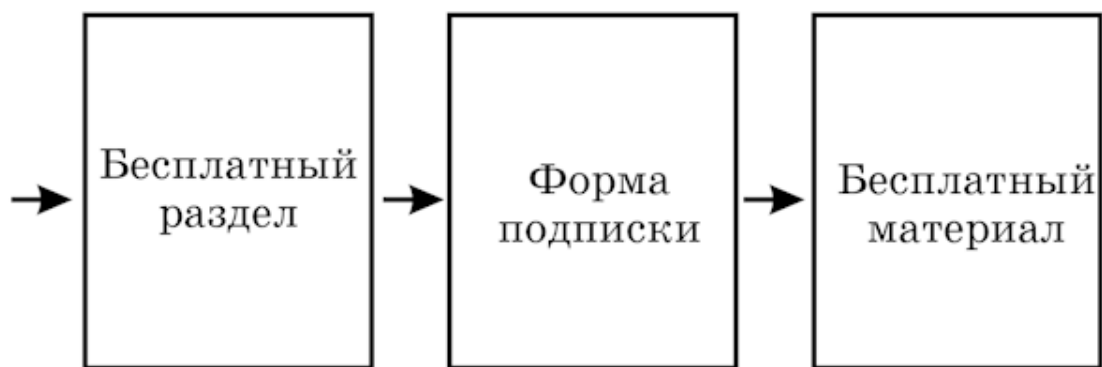 Бесплатный
раздел
Форма
подписки
Бесплатный
материал